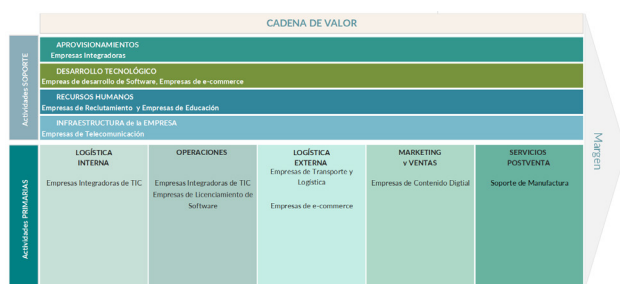 CADENA DE VALOR
Actividades SOPORTE
APROVISIONAMIENTOS
Empresas Integradoras
DESARROLLO TECNOLÓGICO
Empreas de desarrollo de Software, Empresas de e-commerce
RECURSOS HUMANOS
Empresas de Reclutamiento y Empresas de Educación
INFRAESTRUCTURA de la EMPRESA
Empresas de Telecomunicación
Actividades PRIMARIAS
LOGÍSTICA
INTERNA
Empresas Integradoras de TIC
OPERACIONES
Empresas Integradoras de TIC
Empresas de Licenciamiento de
Software
LOGÍSTICA
EXTERNA
Empresas de Transporte y
Logística
Empresas de e-commerce
MARKETING
y VENTAS
Empresas de Contenido Digtial
SERVICIOS
POSTVENTA
Soporte de Manufactura
Margen